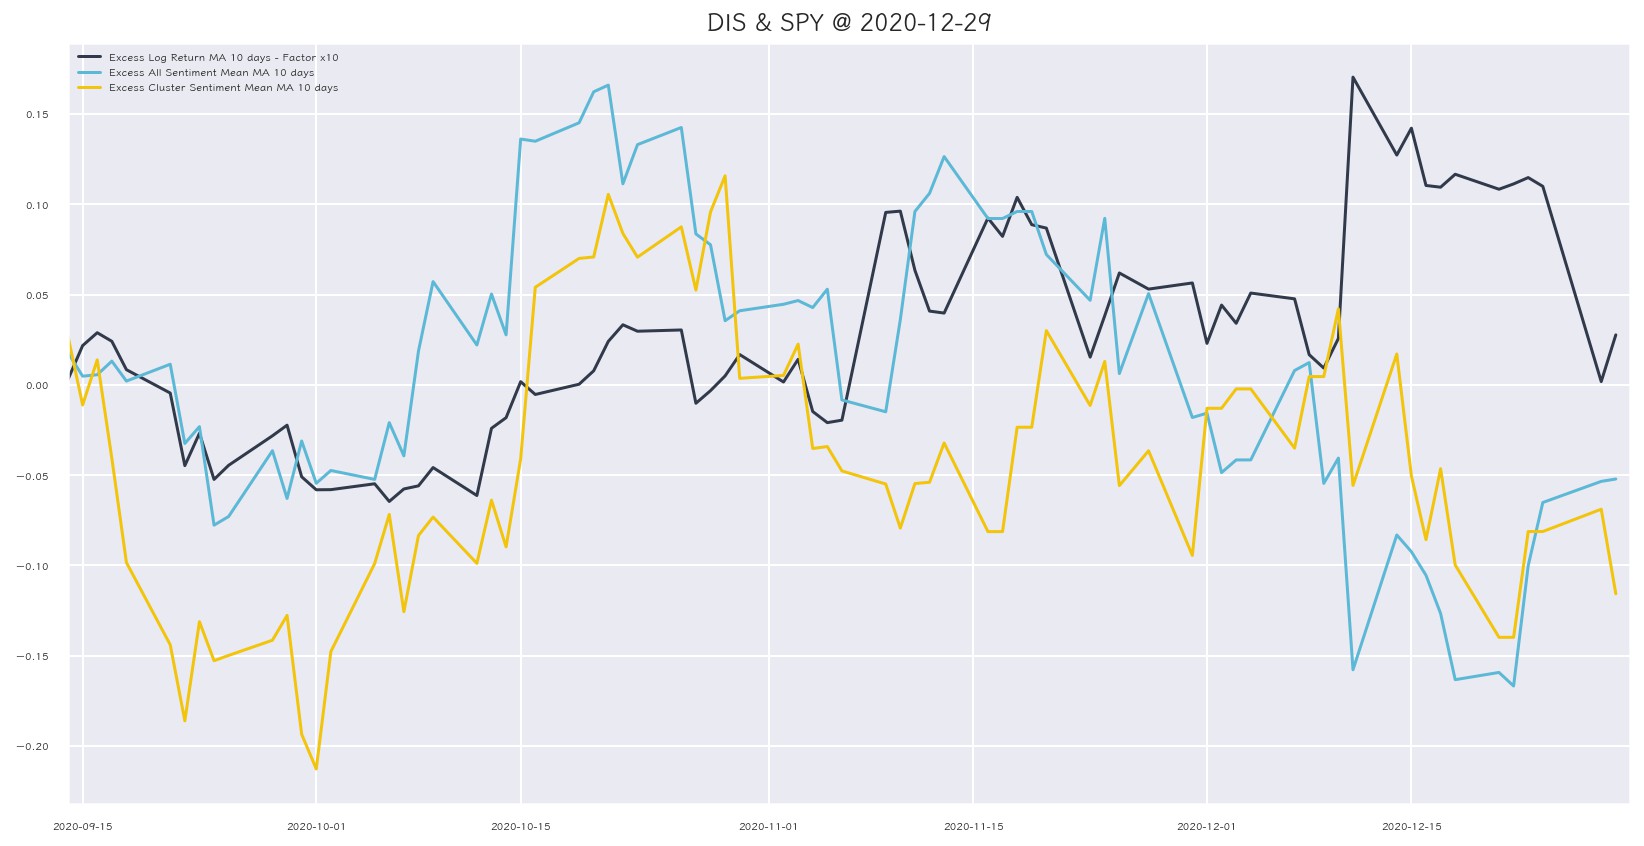 DIS & SPY @ 2020-12-29
Excess Log Return MA 10 days - Factor x10
Excess All Sentiment Mean MA 10 days
Excess Cluster Sentiment Mean MA 10 days
0.15
0.10
0.05
0.00
−0.05
−0.10
−0.15
−0.20
2020-09-15 2020-10-01 2020-10-15 2020-11-01 2020-11-15 2020-12-01 2020-12-15